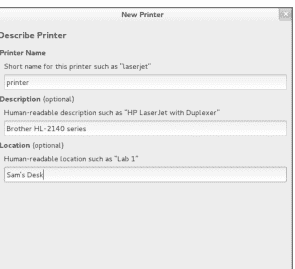 New Printer
Describe Printer
Printer Name
Short name for this printer such as "laserjet"
printer
Description (optional)
Human-readable description such as "HP LaserJet with Duplexer"
Brother HL-2140 series
Location (optional)
Human-readable location such as "Lab 1"
Sam's Desk